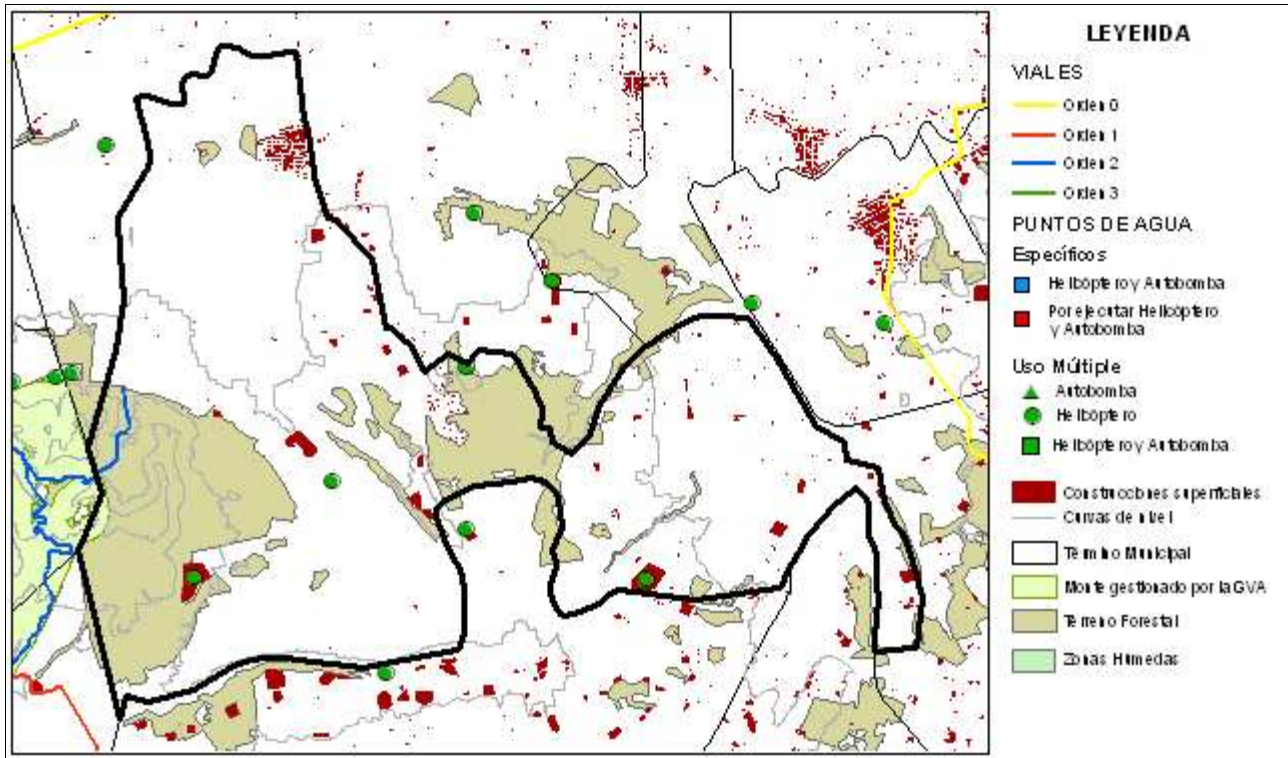 LEYENDA
VIALES
Orden 0
Orden 1
Orden 2
Orden 3
PUNTOS DE AGUA
Específicos
Helicóptero y Autobomba
Por ejecutar Helicóptero
y Autobomba
Uso Múltiple
Autobomba
Helicóptero
Helicóptero y Autobomba
Construcciones superficiales
Curvas de nivel
Término Municipal
Monte gestionado por la GVA
Terreno Forestal
Zonas Húmedas